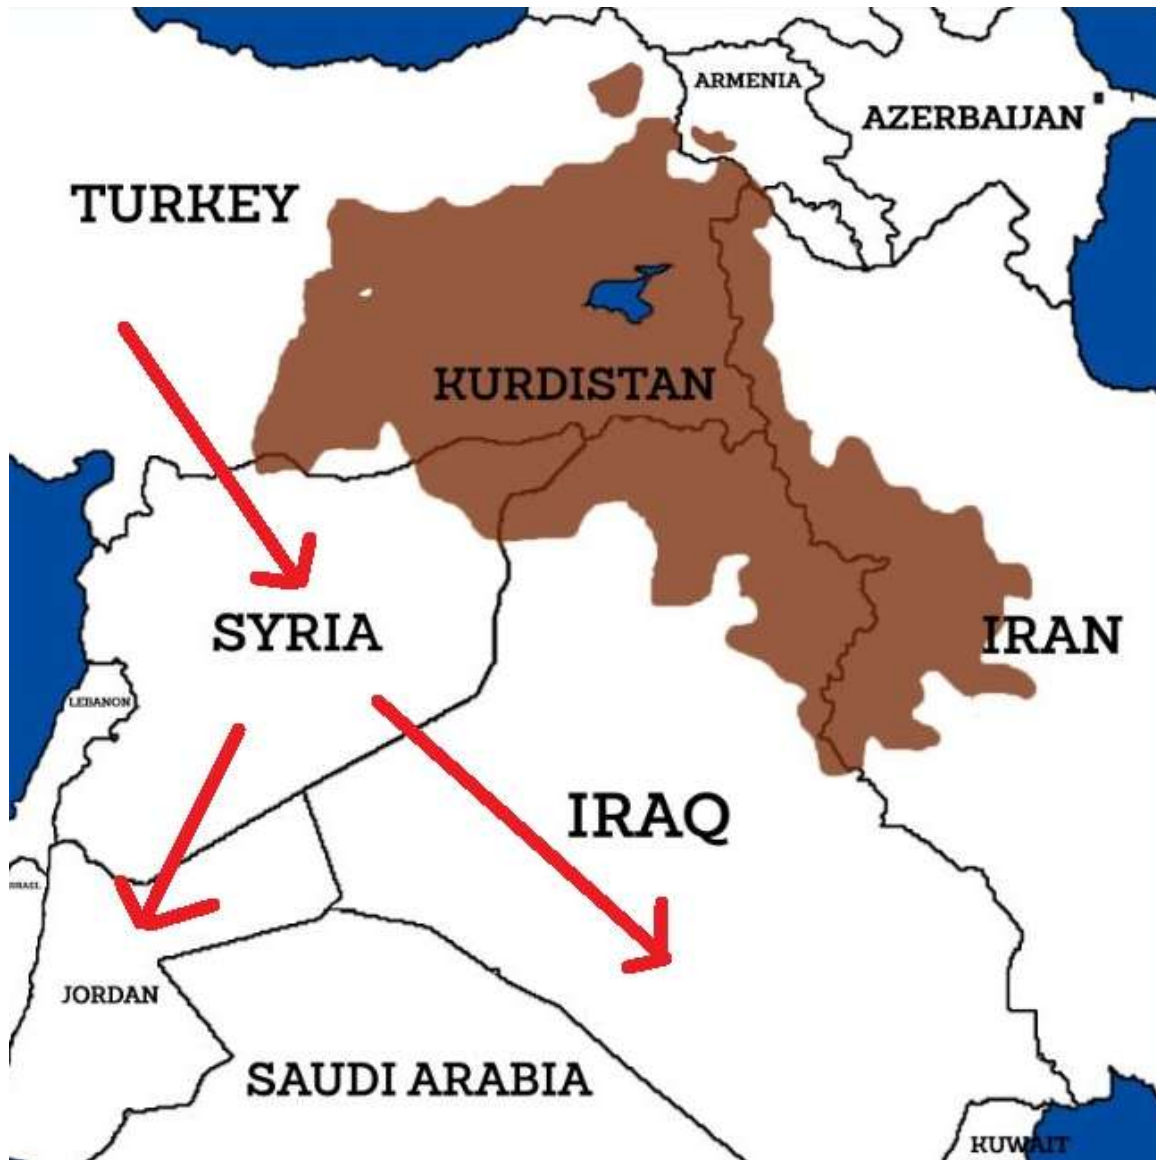 ARMENIA
AZERBAIJAN
TURKEY
KURDISTAN
SYRIA
IRAN
LEBANON
IRAQ
JORDAN
SAUDI ARABIA
KUWAIT